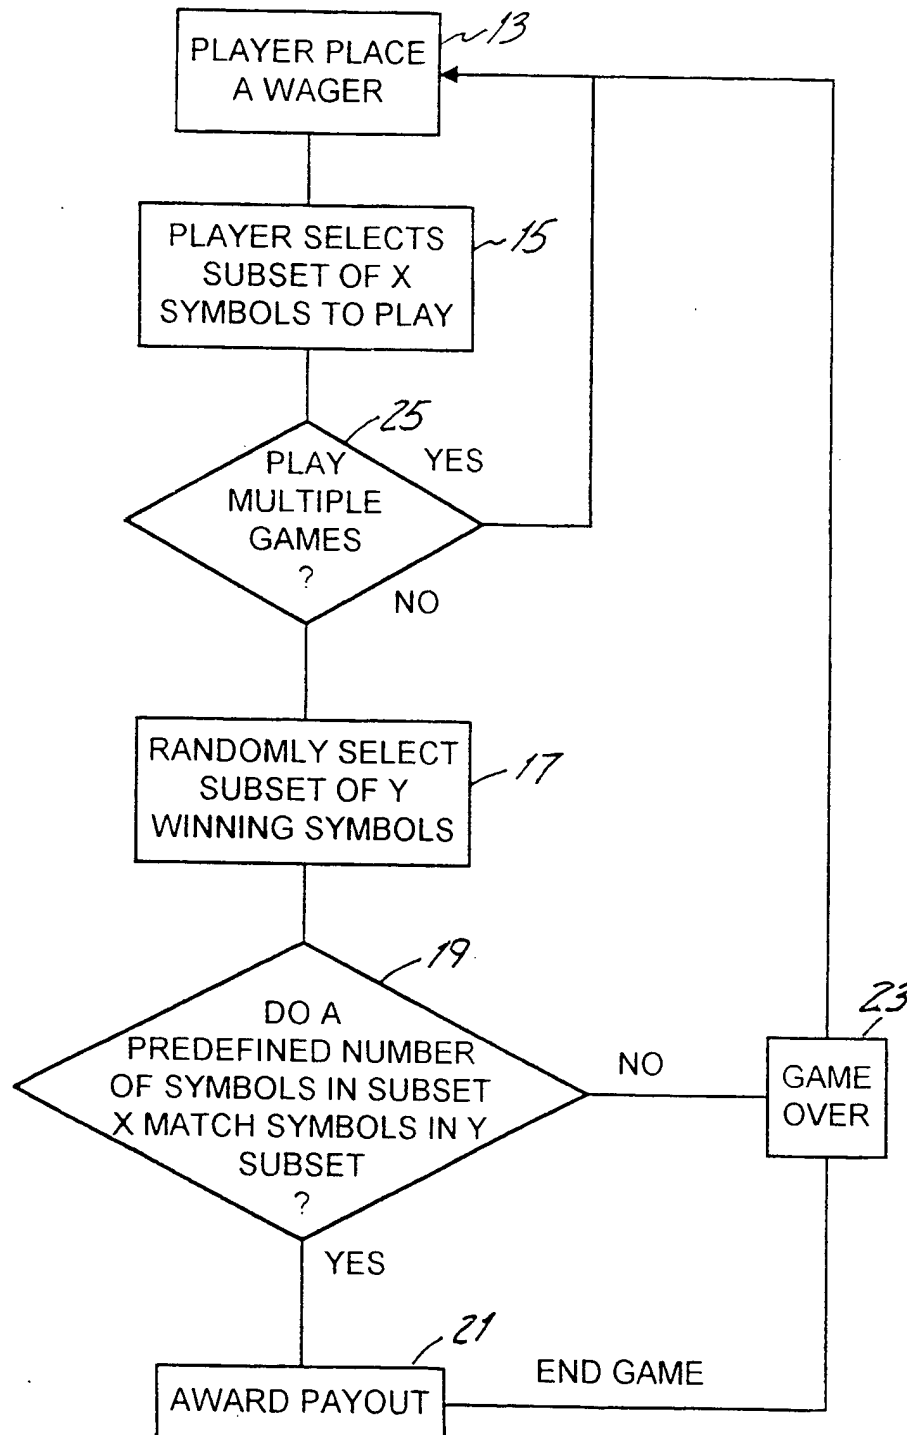 PLAYER PLACE
A WAGER
13
PLAYER SELECTS
SUBSET OF X
SYMBOLS TO PLAY
15
25
PLAY
MULTIPLE
GAMES
?
YES
NO
RANDOMLY SELECT
SUBSET OF Y
WINNING SYMBOLS
17
19
DO A
PREDEFINED NUMBER
OF SYMBOLS IN SUBSET
X MATCH SYMBOLS IN Y
SUBSET
?
NO
23
GAME
OVER
YES
21
AWARD PAYOUT
END GAME